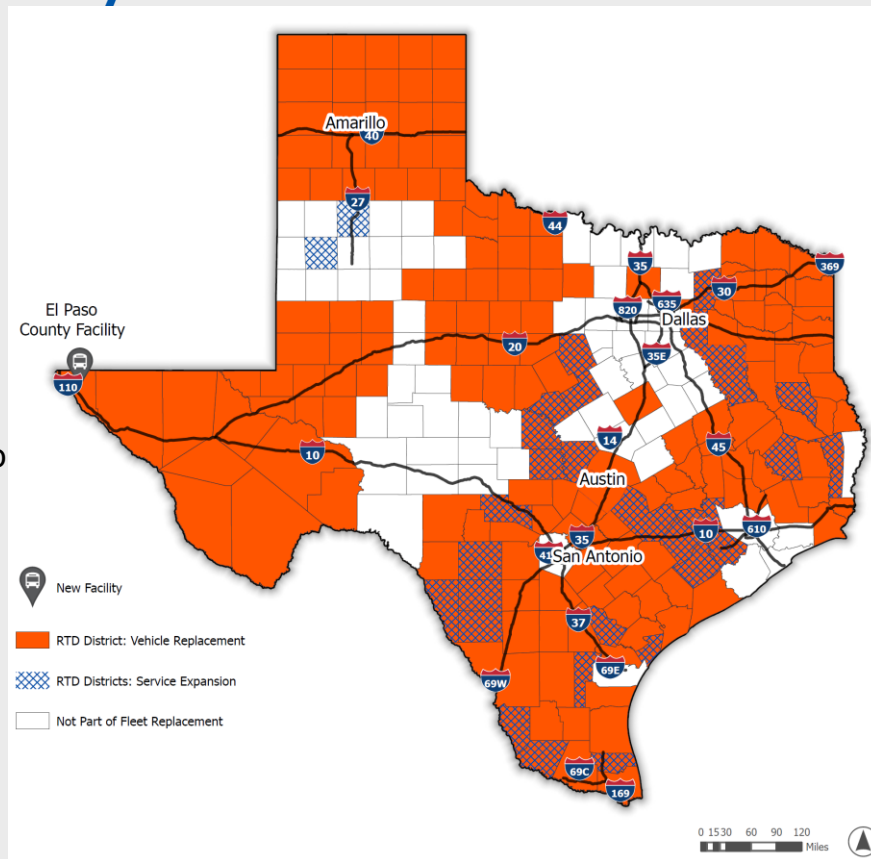 Amarillo
40
27
44
35
369
30
635
820
Dallas
El Paso
County Facility
20
35E
110
14
45
10
Austin
10
610
35
San Antonio
41
New Facility
37
RTD District: Vehicle Replacement
69E
RTD Districts: Service Expansion
69W
Not Part of Fleet Replacement
69C
169
0 15 30 60 90 120
Miles